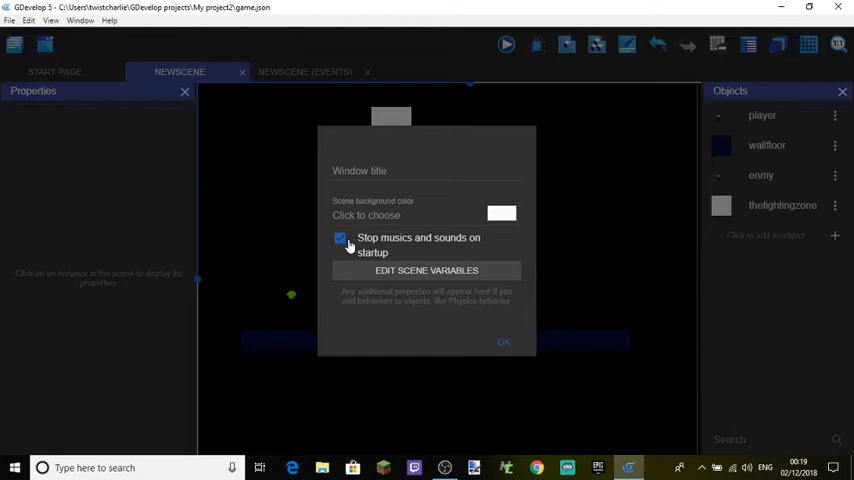 GDevelop 5 - C:\Users\twistcharlie\GDevelop projects\My project2\game.json
File Edit View Window Help
START PAGE
NEWSCENE
NEWSCENE (EVENTS)
Properties
Click on an instance in the scene to display its
properties
Window title
Scene background color
Click to choose
Stop musics and sounds on
startup
EDIT SCENE VARIABLES
Any additional properties will appear here if you
add behaviors to objects, like Physics behavior
OK
Objects
player
wallfloor
enmy
thefightingzone
Click to add an object
Search
Type here to search
EPIC
ENG
00:19
02/12/2018